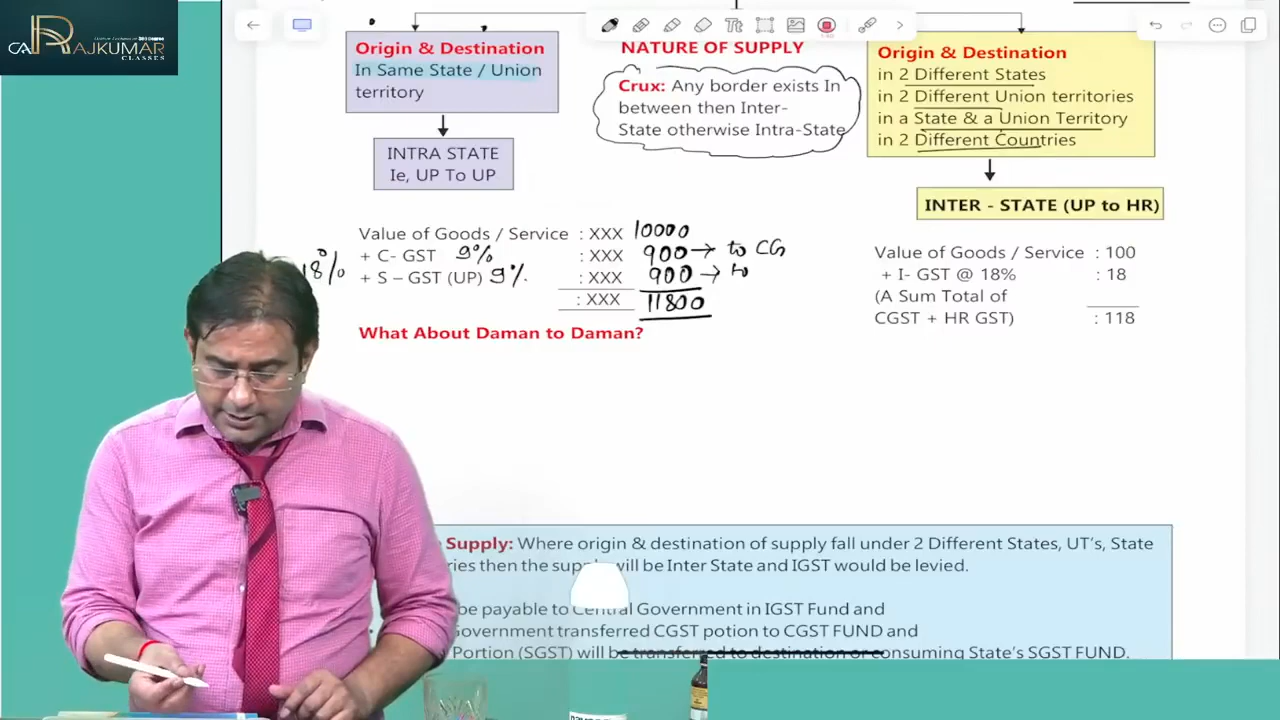 CA RAJKUMAR
CLASSES
Origin & Destination
In Same State / Union
territory
INTRA STATE
Ie, UP To UP
NATURE OF SUPPLY
Crux: Any border exists In
between then Inter-
State otherwise Intra-State
Origin & Destination
in 2 Different States
in 2 Different Union territories
in a State & a Union Territory
in 2 Different Countries
INTER - STATE (UP to HR)
Value of Goods / Service : XXX 10000
+ C- GST 9% : XXX 900 → to CG
18% + S – GST (UP) 9% : XXX 900 → to
: XXX 11800
What About Daman to Daman?
Value of Goods / Service : 100
+ I- GST @ 18% : 18
(A Sum Total of
CGST + HR GST) : 118
Supply: Where origin & destination of supply fall under 2 Different States, UT's, State
then the will be Inter State and IGST would be levied.
be payable to Central Government in IGST Fund and
Government transferred CGST potion to CGST FUND and
Portion (SGST) will be transferred to destination or consuming State's SGST FUND.